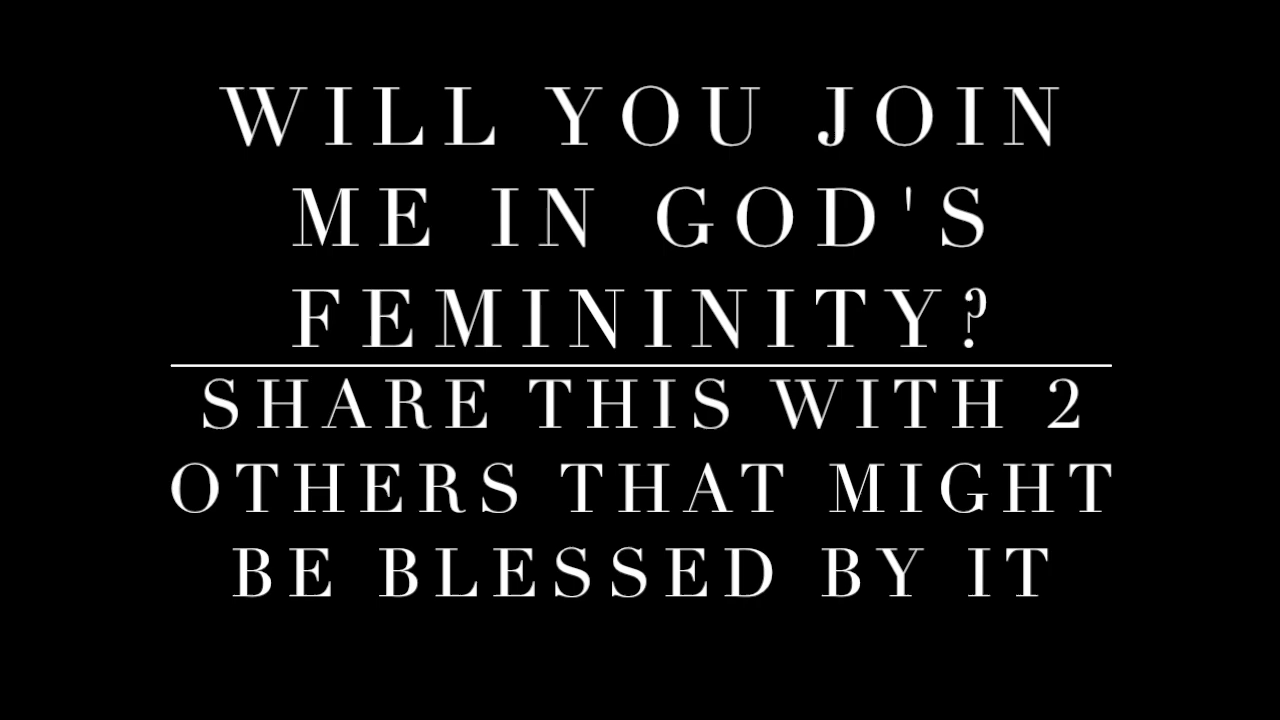 WILL YOU JOIN
ME IN GOD'S
FEMININITY?
SHARE THIS WITH 2
OTHERS THAT MIGHT
BE BLESSED BY IT